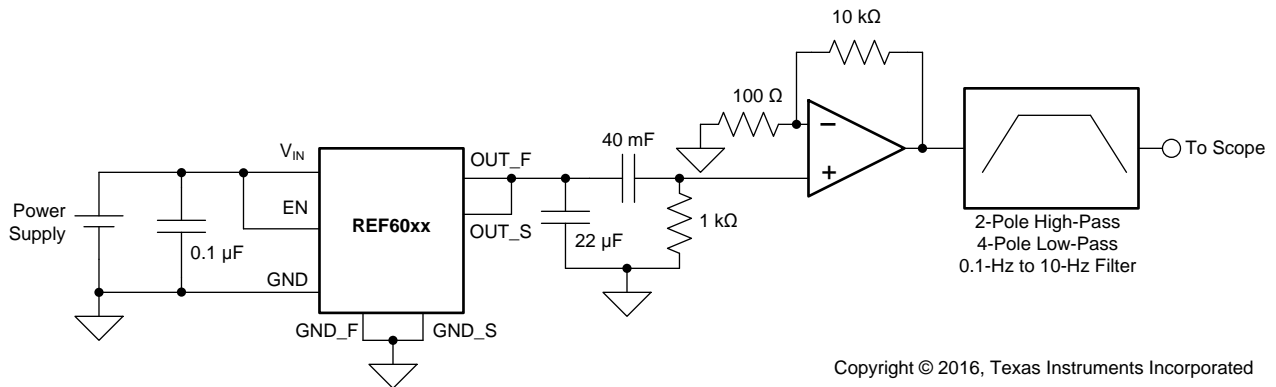 10 kΩ
100 Ω
−
+
40 mF
To Scope
V_IN
OUT_F
Power
Supply
EN
REF60xx
0.1 µF
OUT_S
22 µF
1 kΩ
2-Pole High-Pass
4-Pole Low-Pass
0.1-Hz to 10-Hz Filter
GND
GND_F
GND_S
Copyright © 2016, Texas Instruments Incorporated